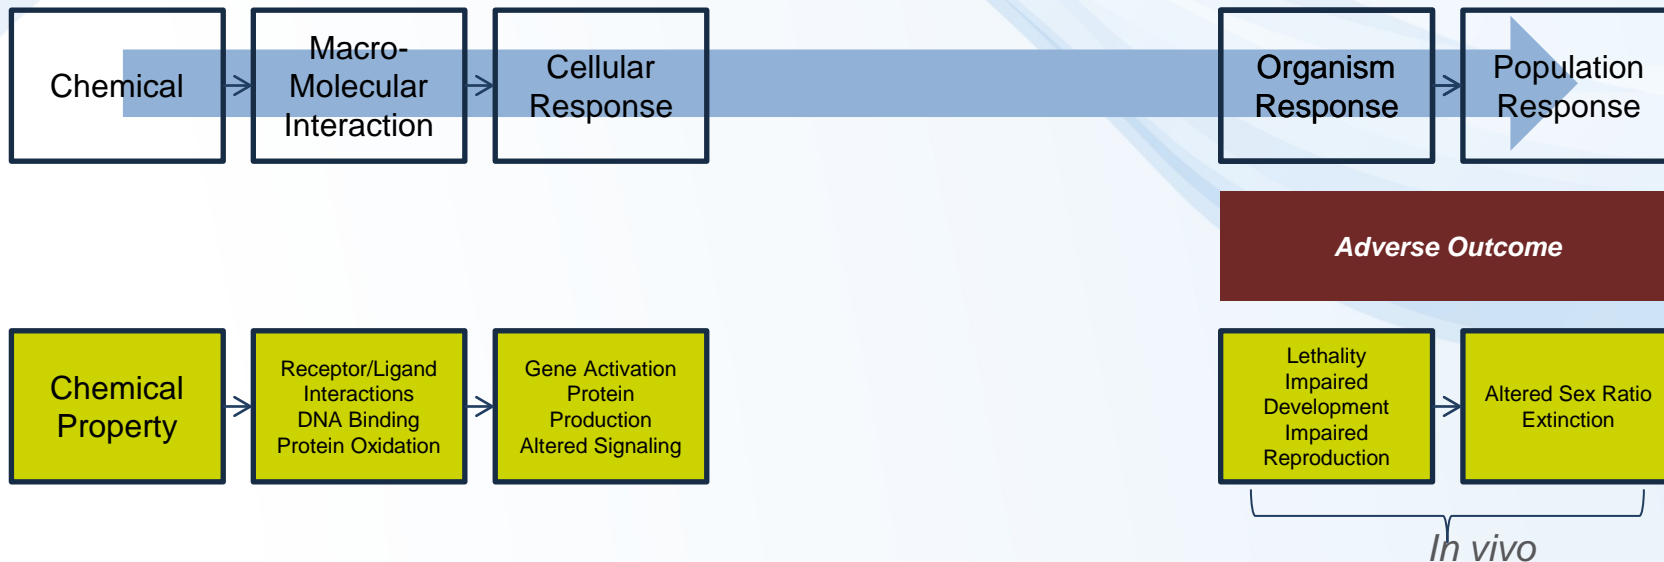 Chemical
Macro-
Molecular
Interaction
Cellular
Response
Organism
Response
Population
Response
Adverse Outcome
Chemical
Property
Receptor/Ligand
Interactions
DNA Binding
Protein Oxidation
Gene Activation
Protein
Production
Altered Signaling
Lethality
Impaired
Development
Impaired
Reproduction
Altered Sex Ratio
Extinction
In vivo